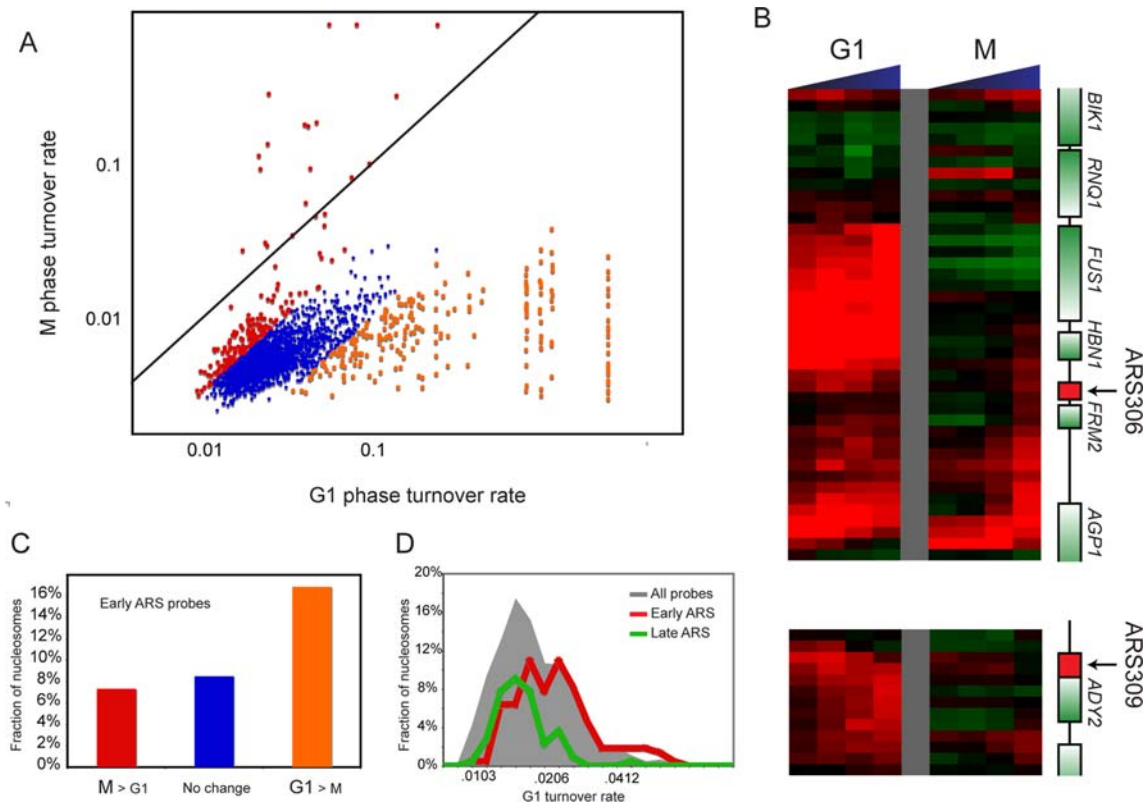 A
M phase turnover rate
0.1
0.01
0.01
0.1
G1 phase turnover rate
B
G1
M
BIK1
RNQ1
FUS1
HBN1
ARS306
FRM2
AGP1
ARS309
ADY2
C
Fraction of nucleosomes
16%
14%
12%
10%
8%
6%
4%
2%
0%
Early ARS probes
M > G1
No change
G1 > M
D
Fraction of nucleosomes
20%
16%
12%
8%
4%
0%
All probes
Early ARS
Late ARS
.0103
.0206
.0412
G1 turnover rate